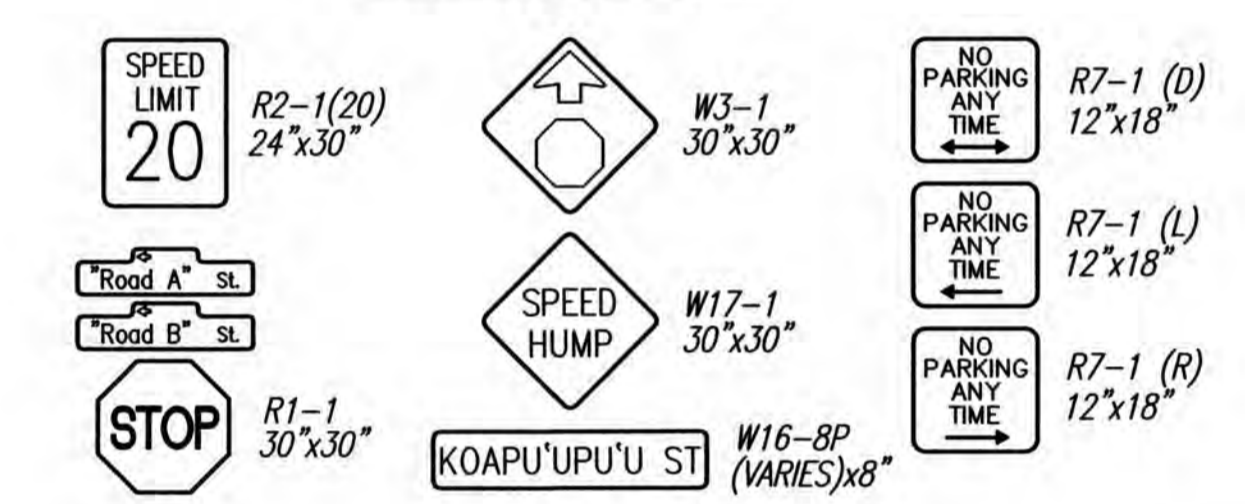 SPEED
LIMIT
20
R2-1(20)
24"x30"
"Road A" St.
"Road B" St.
STOP
R1-1
30"x30"
W3-1
30"x30"
SPEED
HUMP
W17-1
30"x30"
KOAPU‘UPU‘U ST
W16-8P
(VARIES)x8"
NO
PARKING
ANY
TIME
R7-1 (D)
12"x18"
NO
PARKING
ANY
TIME
R7-1 (L)
12"x18"
NO
PARKING
ANY
TIME
R7-1 (R)
12"x18"